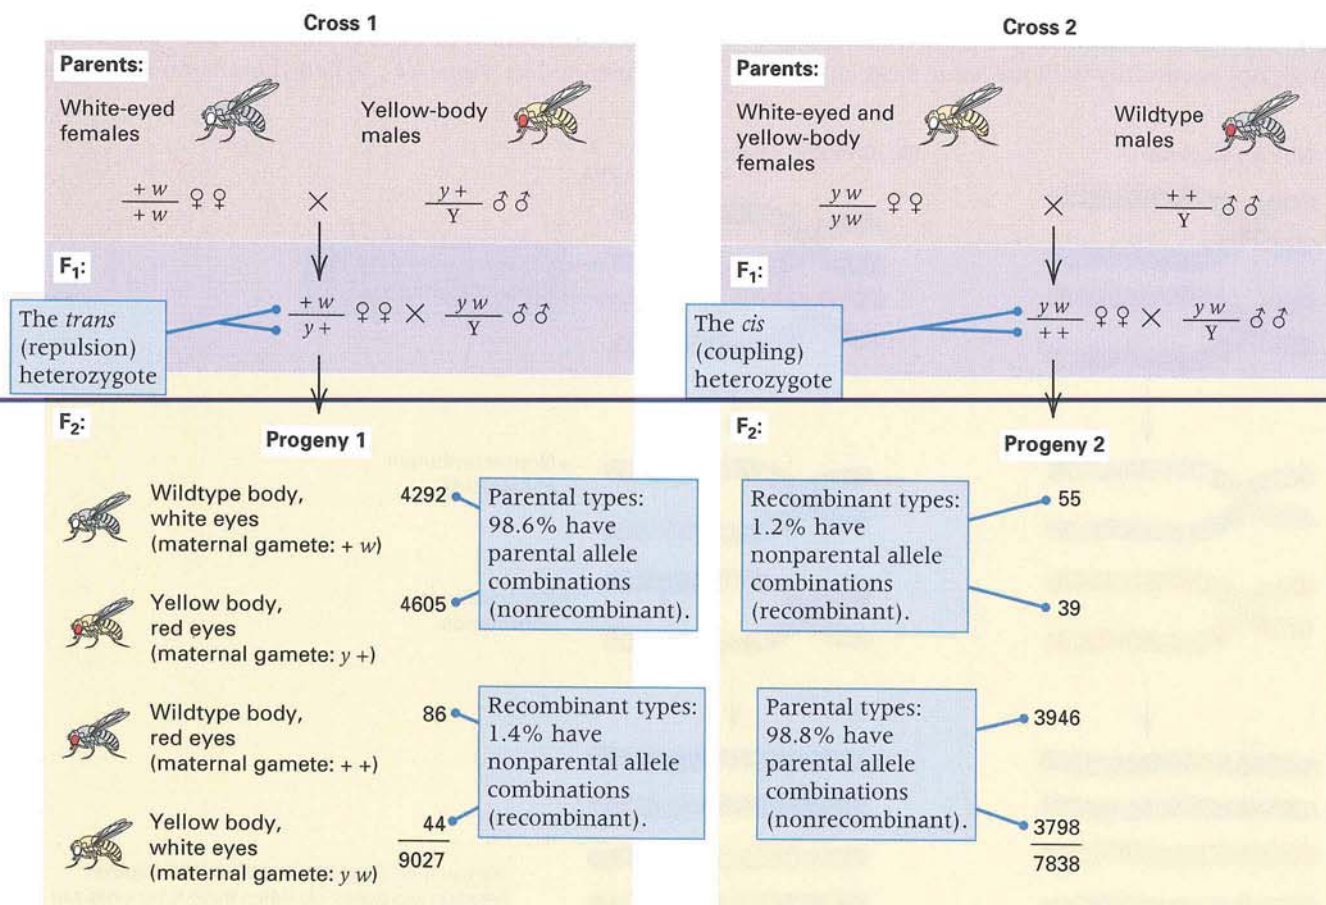 Cross 1
Parents:
White-eyed
females
Yellow-body
males
+ w
+ w
♀ ♀
×
y +
Y
♂ ♂
F1:
The trans
(repulsion)
heterozygote
+ w
y +
♀ ♀ ×
y w
Y
♂ ♂
F2:
Progeny 1
Wildtype body,
white eyes
(maternal gamete: + w)
4292
Yellow body,
red eyes
(maternal gamete: y +)
4605
Parental types:
98.6% have
parental allele
combinations
(nonrecombinant).
Wildtype body,
red eyes
(maternal gamete: + +)
86
Yellow body,
white eyes
(maternal gamete: y w)
44
9027
Recombinant types:
1.4% have
nonparental allele
combinations
(recombinant).
Cross 2
Parents:
White-eyed and
yellow-body
females
Wildtype
males
y w
y w
♀ ♀
×
+ +
Y
♂ ♂
F1:
The cis
(coupling)
heterozygote
y w
+ +
♀ ♀ ×
y w
Y
♂ ♂
F2:
Progeny 2
Recombinant types:
1.2% have
nonparental allele
combinations
(recombinant).
55
39
Parental types:
98.8% have
parental allele
combinations
(nonrecombinant).
3946
3798
7838